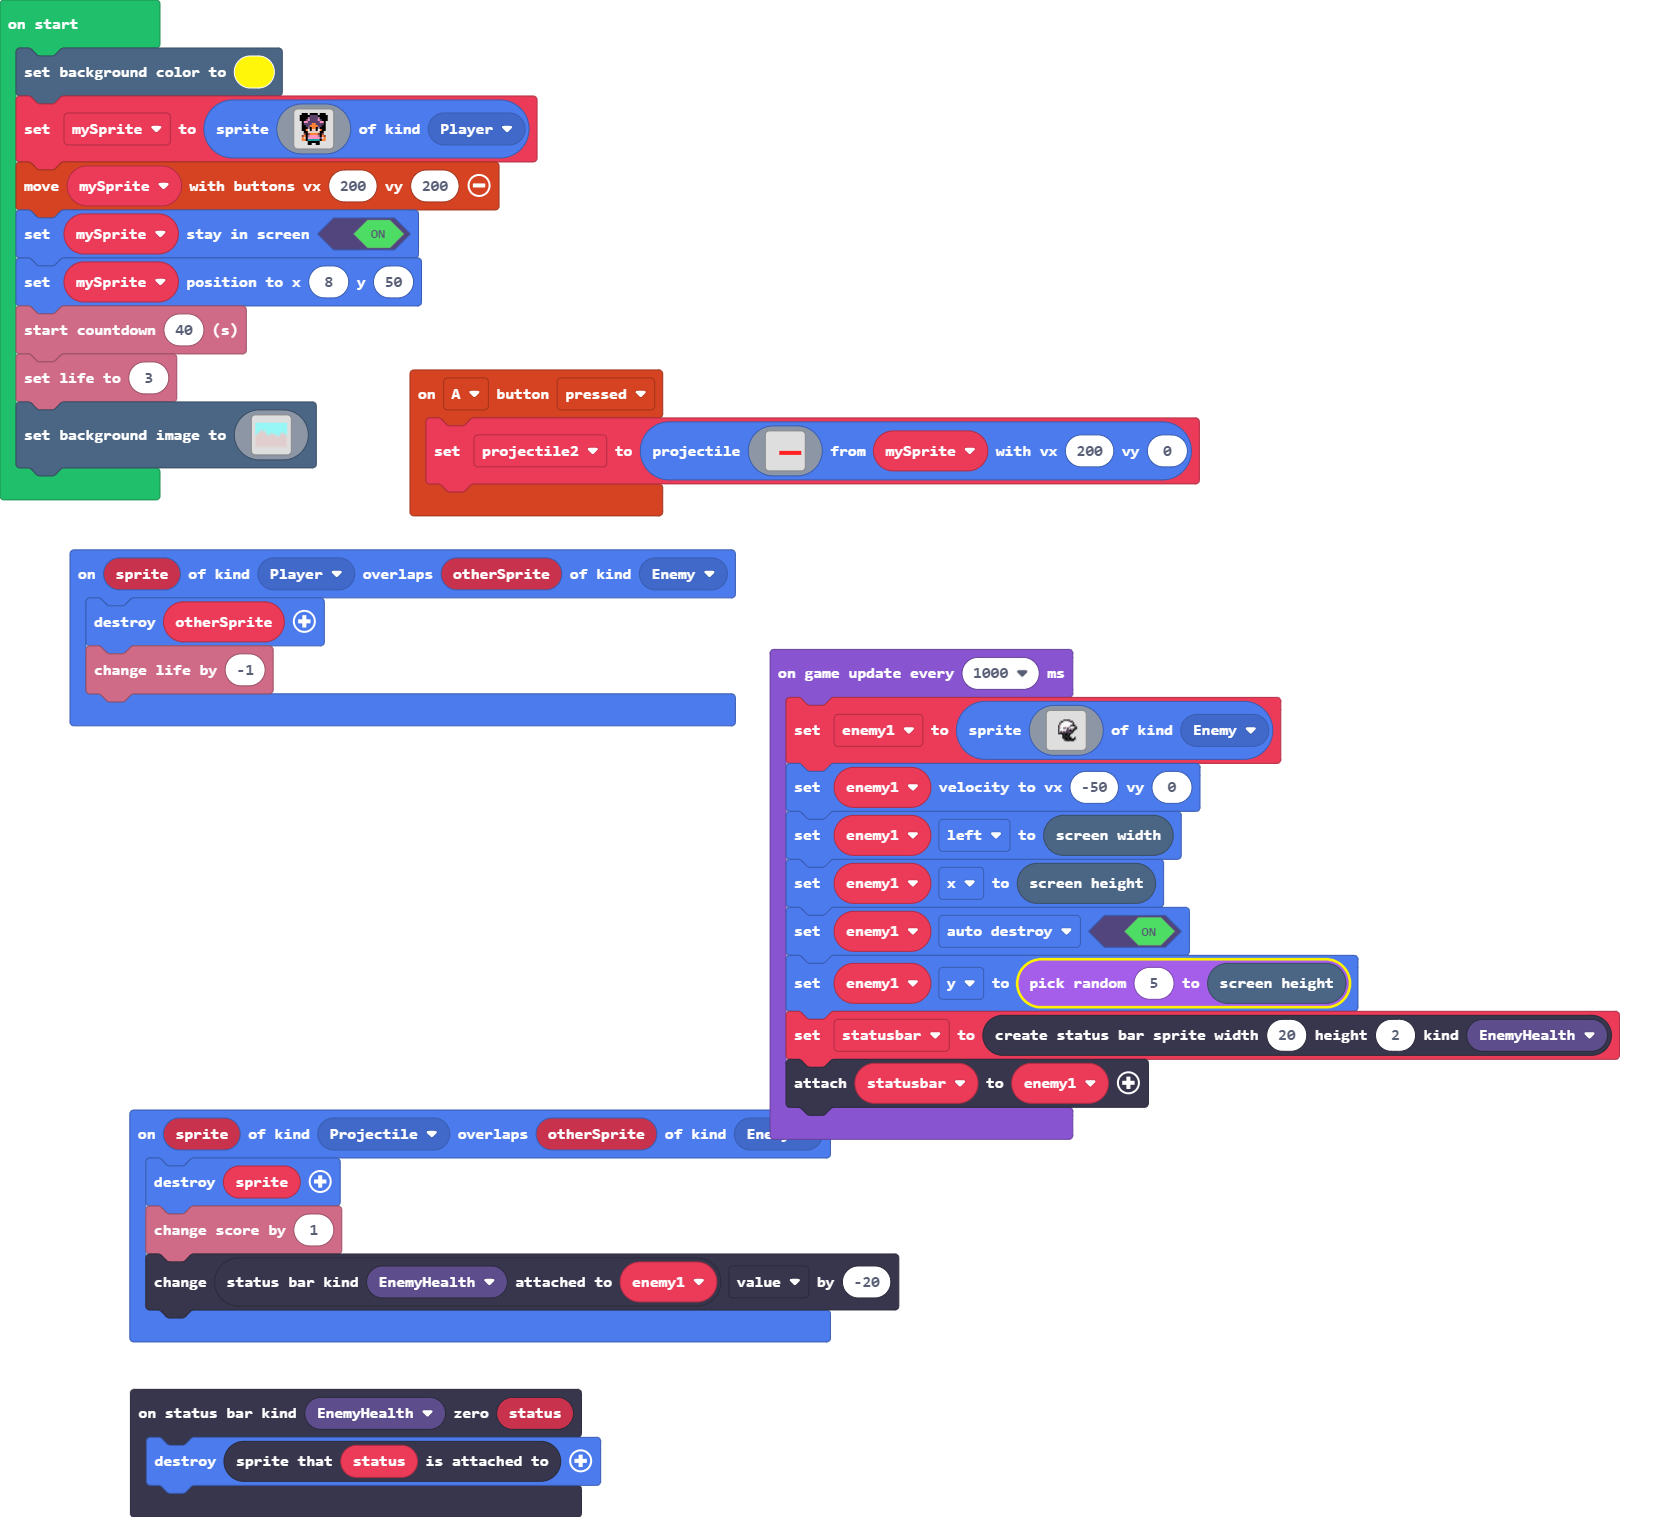 on start
set background color to
set mySprite to sprite of kind Player
move mySprite with buttons vx 200 vy 200
set mySprite stay in screen ON
set mySprite position to x 8 y 50
start countdown 40 (s)
set life to 3
set background image to
on A button pressed
set projectile2 to projectile from mySprite with vx 200 vy 0
on sprite of kind Player overlaps otherSprite of kind Enemy
destroy otherSprite
change life by -1
on game update every 1000 ms
set enemy1 to sprite of kind Enemy
set enemy1 velocity to vx -50 vy 0
set enemy1 left to screen width
set enemy1 x to screen height
set enemy1 auto destroy ON
set enemy1 y to pick random 5 to screen height
set statusbar to create status bar sprite width 20 height 2 kind EnemyHealth
attach statusbar to enemy1
on sprite of kind Projectile overlaps otherSprite of kind
destroy sprite
change score by 1
change status bar kind EnemyHealth attached to enemy1 value by -20
on status bar kind EnemyHealth zero status
destroy sprite that status is attached to